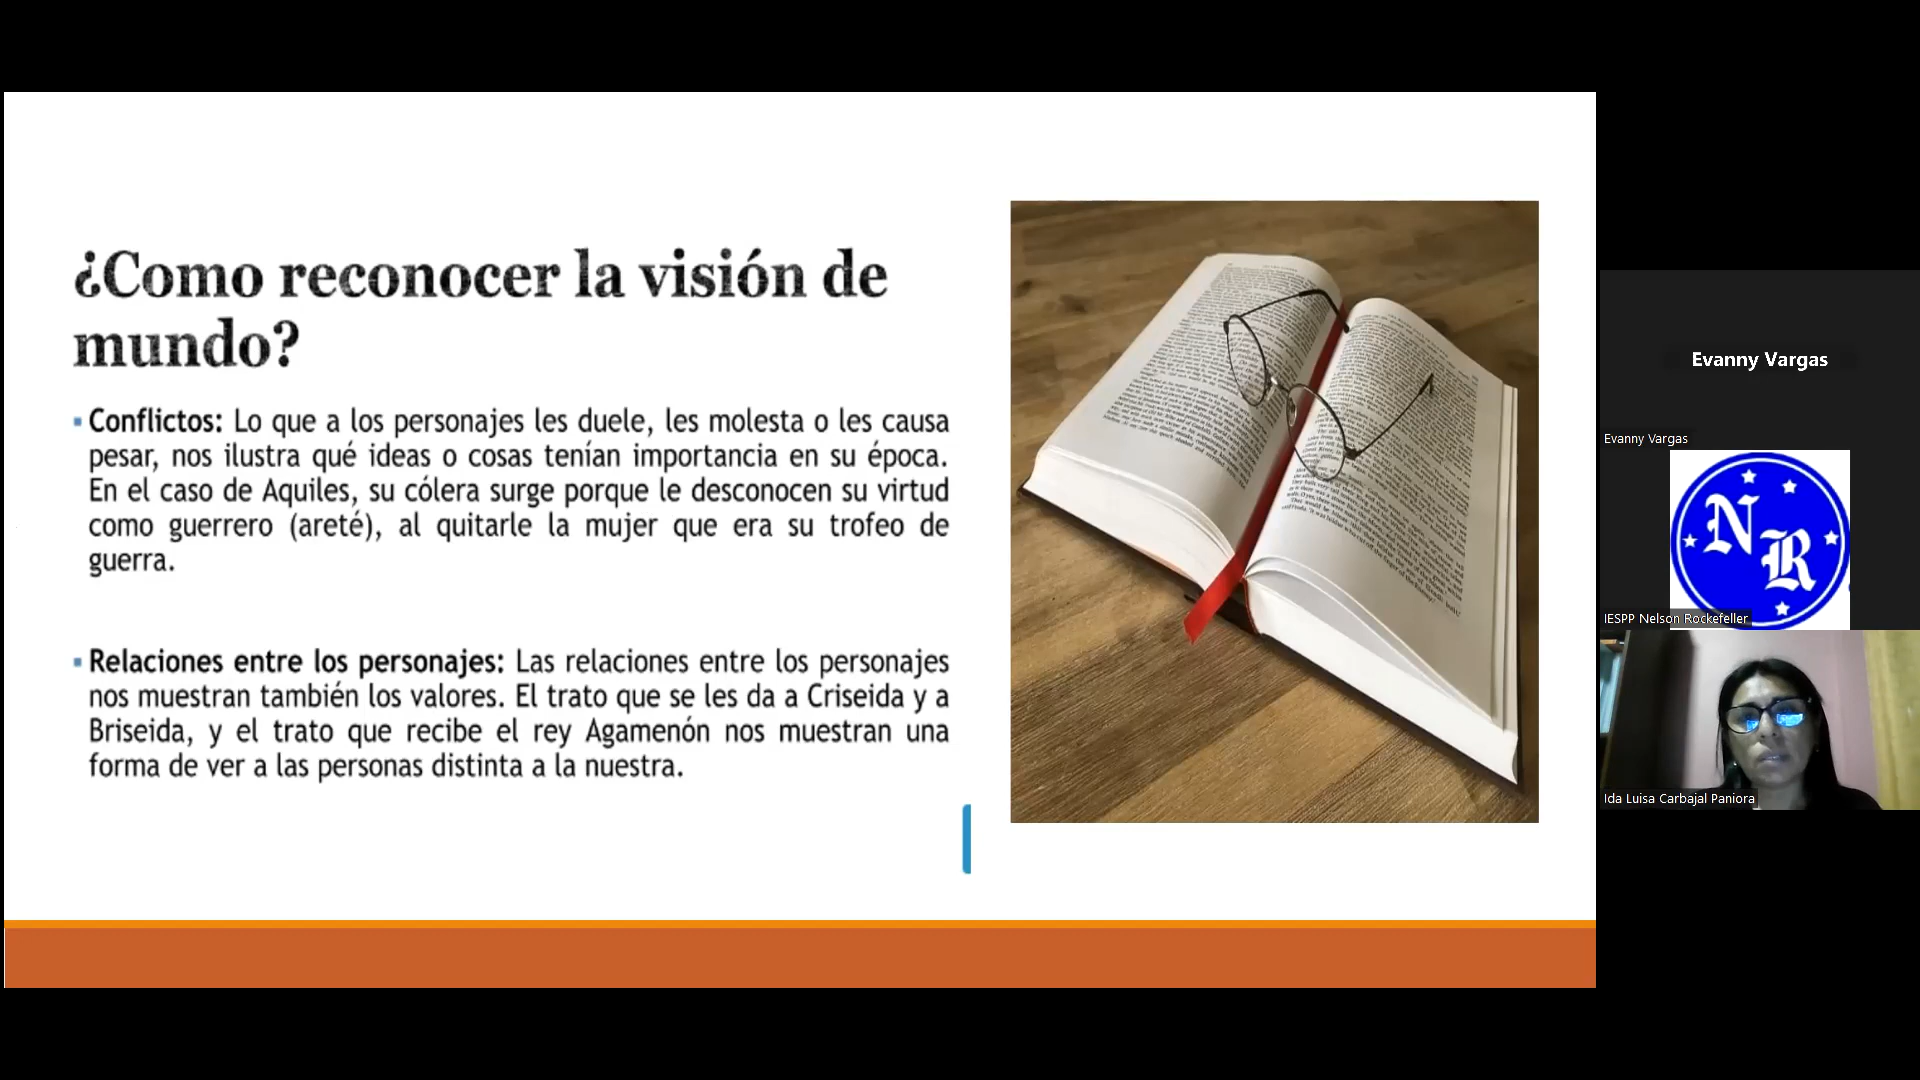 ¿Como reconocer la visión de
mundo?
▪ Conflictos: Lo que a los personajes les duele, les molesta o les causa
pesar, nos ilustra qué ideas o cosas tenían importancia en su época.
En el caso de Aquiles, su cólera surge porque le desconocen su virtud
como guerrero (areté), al quitarle la mujer que era su trofeo de
guerra.
▪ Relaciones entre los personajes: Las relaciones entre los personajes
nos muestran también los valores. El trato que se les da a Criseida y a
Briseida, y el trato que recibe el rey Agamenón nos muestran una
forma de ver a las personas distinta a la nuestra.
Evanny Vargas
Evanny Vargas
N R
IESPP Nelson Rockefeller
Ida Luisa Carbajal Paniora